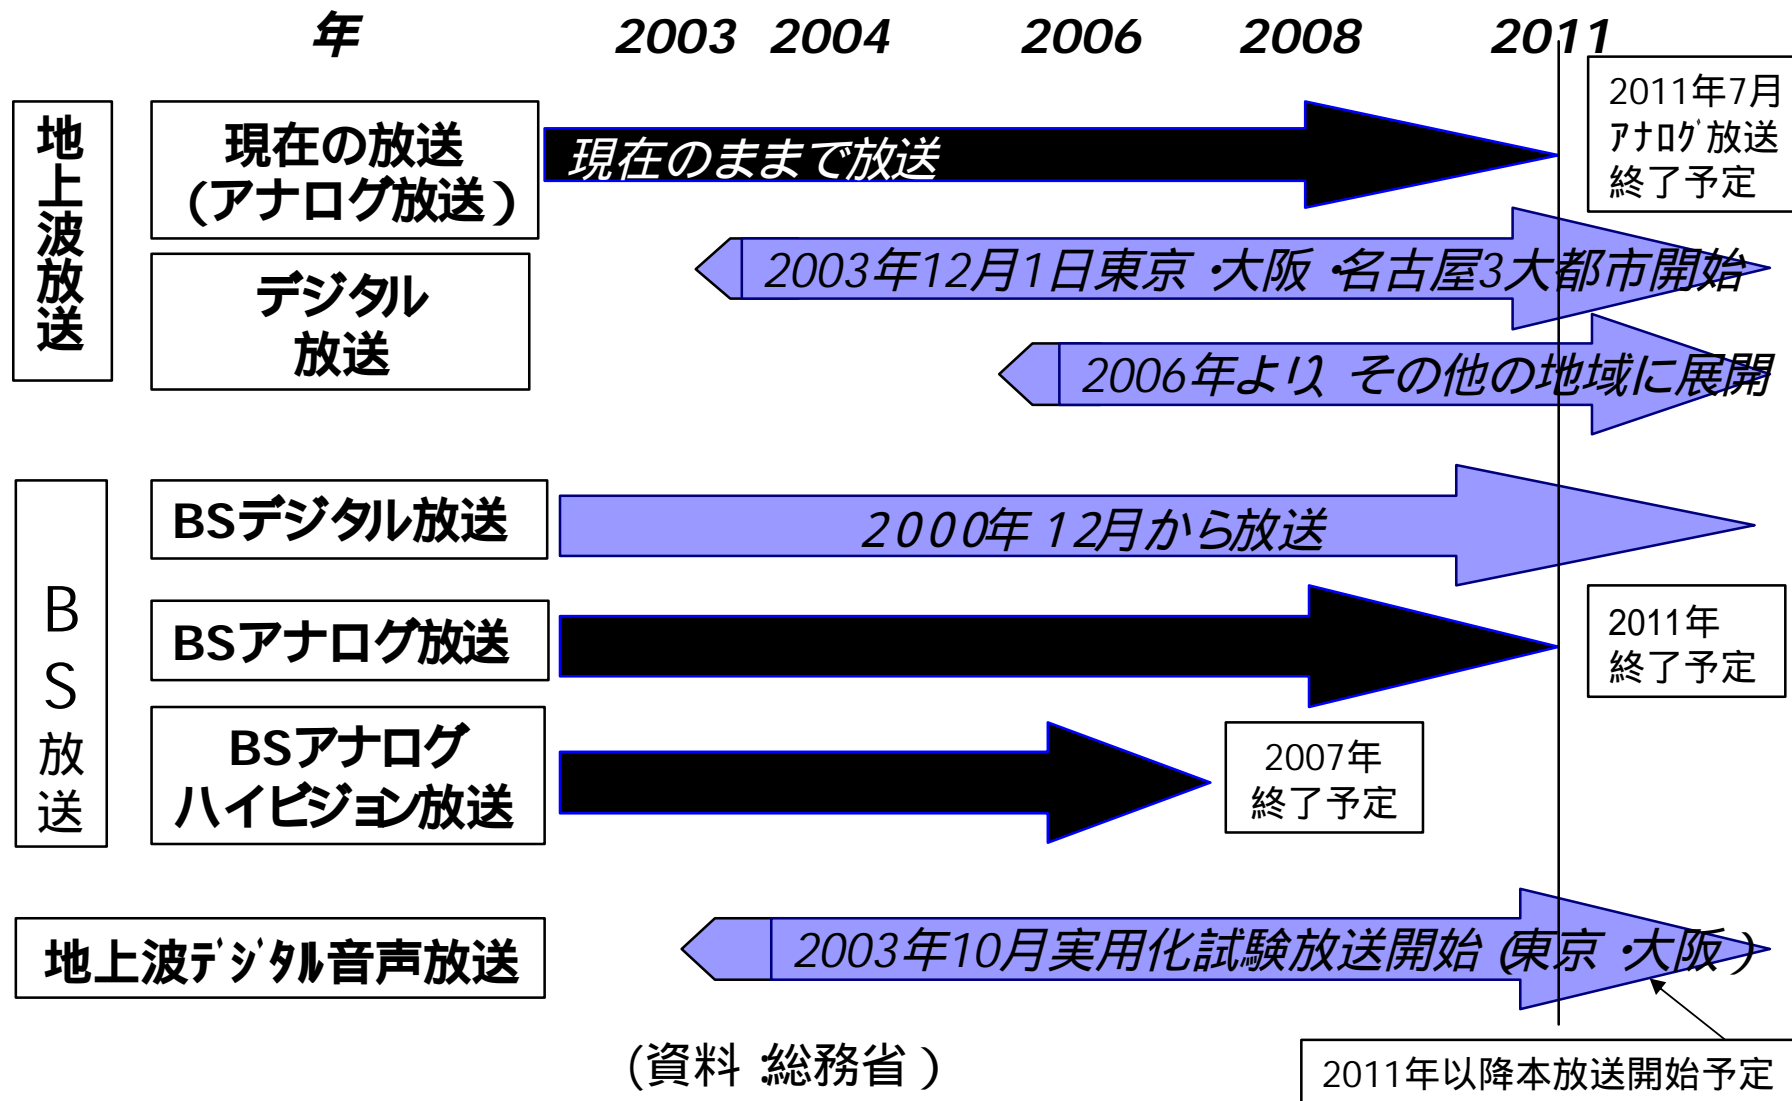 年 2003 2004 2006 2008 2011
地上波放送
現在の放送
(アナログ放送)
現在のままで放送
2011年7月
ｱﾅﾛｸﾞ放送
終了予定
デジタル
放送
2003年12月1日東京・大阪・名古屋3大都市開始
2006年より、その他の地域に展開
BS放送
BSデジタル放送
2000年12月から放送
BSアナログ放送
2011年
終了予定
BSアナログ
ハイビジョン放送
2007年
終了予定
地上波ﾃﾞｼﾞﾀﾙ音声放送
2003年10月実用化試験放送開始(東京・大阪)
(資料:総務省)
2011年以降本放送開始予定